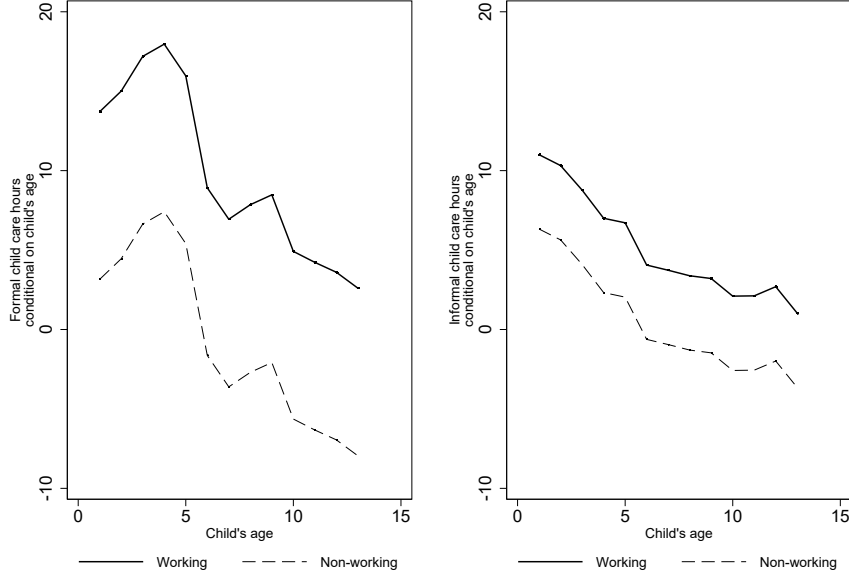 Formal child care hours
conditional on child's age
20
10
0
-10
0 5 10 15
Child's age
Working Non-working
Informal child care hours
conditional on child's age
20
10
0
-10
0 5 10 15
Child's age
Working Non-working